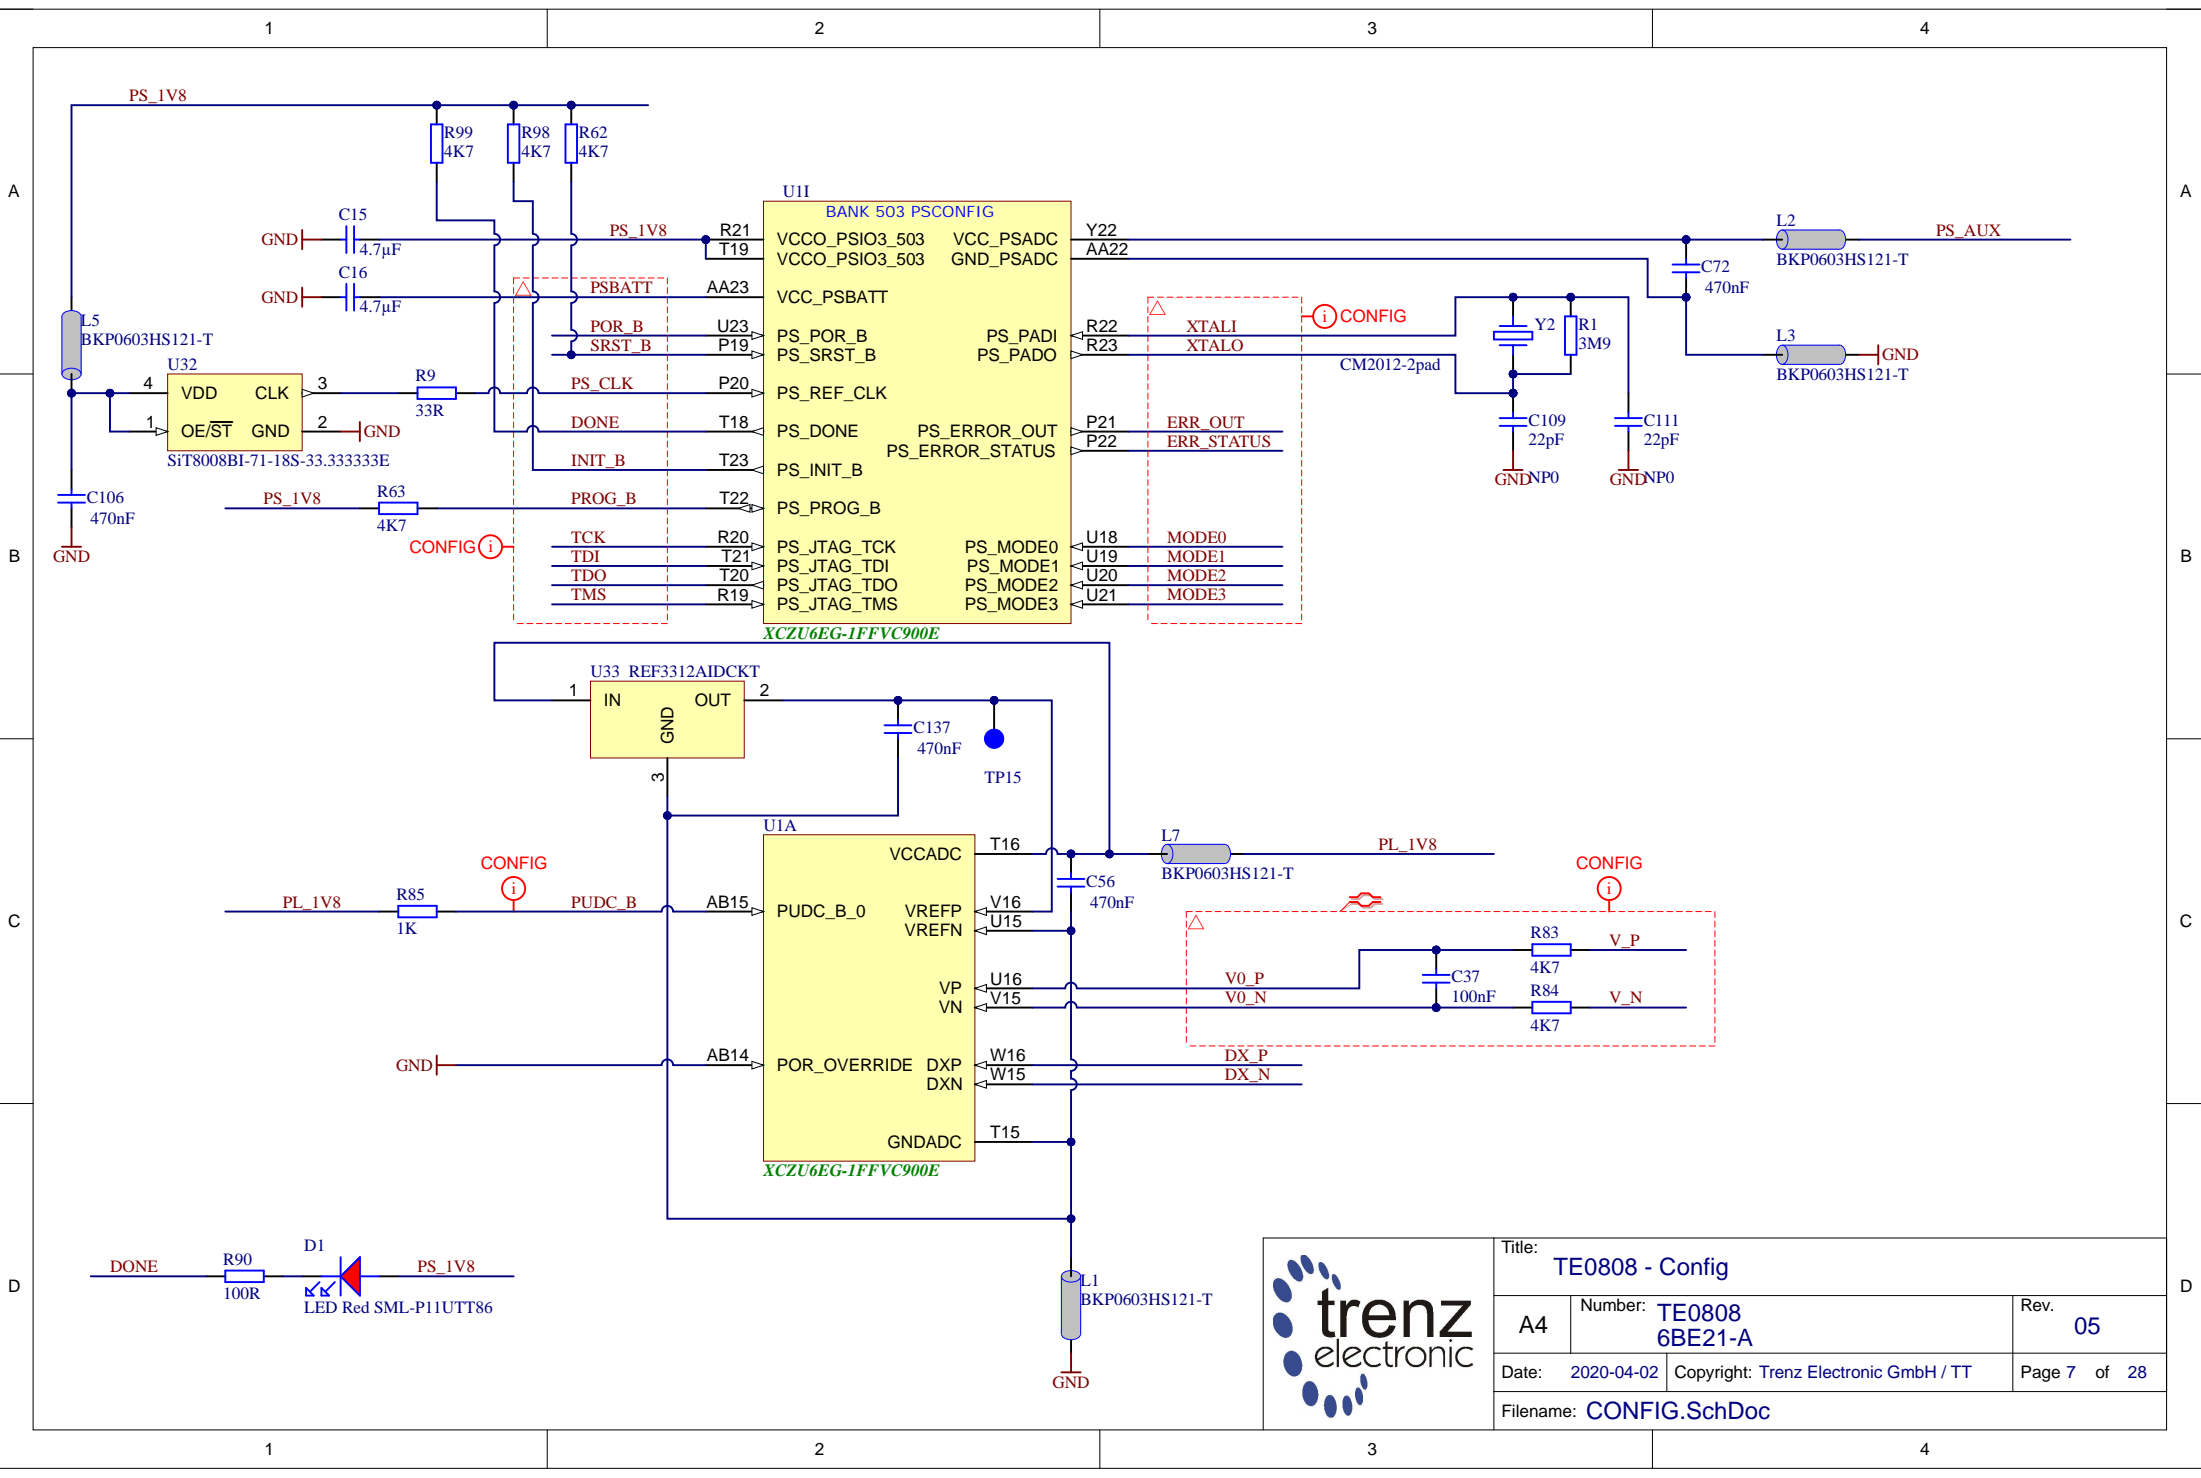 1 2 3 4
A A
B B
C C
D D
PS_1V8
R99
4K7
R98
4K7
R62
4K7
U1I
BANK 503 PSCONFIG
C15
4.7µF
GND
PS_1V8
R21
T19
VCCO_PSIO3_503
VCCO_PSIO3_503
C16
4.7µF
GND
PSBATT
AA23
VCC_PSBATT
POR_B
U23
PS_POR_B
SRST_B
P19
PS_SRST_B
L5
BKP0603HS121-T
U32
4
VDD
CLK
3
1
OE/ST
GND
2
GND
SiT8008BI-71-18S-33.333333E
R9
33R
PS_CLK
P20
PS_REF_CLK
DONE
T18
PS_DONE
INIT_B
T23
PS_INIT_B
C106
470nF
GND
PS_1V8
R63
4K7
PROG_B
T22
PS_PROG_B
CONFIG
i
TCK
R20
PS_JTAG_TCK
TDI
T21
PS_JTAG_TDI
TDO
T20
PS_JTAG_TDO
TMS
R19
PS_JTAG_TMS
VCC_PSADC
Y22
GND_PSADC
AA22
L2
BKP0603HS121-T
PS_AUX
C72
470nF
L3
BKP0603HS121-T
GND
i
CONFIG
PS_PADI
R22
XTALI
PS_PADO
R23
XTALO
CM2012-2pad
Y2
R1
3M9
C109
22pF
GND
NP0
C111
22pF
GND
NP0
PS_ERROR_OUT
P21
ERR_OUT
PS_ERROR_STATUS
P22
ERR_STATUS
PS_MODE0
U18
MODE0
PS_MODE1
U19
MODE1
PS_MODE2
U20
MODE2
PS_MODE3
U21
MODE3
XCZU6EG-1FFVC900E
U33 REF3312AIDCKT
1
IN
OUT
2
GND
3
C137
470nF
TP15
U1A
VCCADC
T16
L7
BKP0603HS121-T
PL_1V8
C56
470nF
CONFIG
i
PL_1V8
R85
1K
PUDC_B
AB15
PUDC_B_0
VREFP
V16
VREFN
U15
CONFIG
i
VP
U16
V0_P
VN
V15
V0_N
C37
100nF
R83
4K7
V_P
R84
4K7
V_N
GND
AB14
POR_OVERRIDE
DXP
W16
DX_P
DXN
W15
DX_N
GNDADC
T15
XCZU6EG-1FFVC900E
DONE
R90
100R
D1
PS_1V8
LED Red SML-P11UTT86
L1
BKP0603HS121-T
GND
trenz
electronic
Title:
TE0808 - Config
A4
Number: TE0808
6BE21-A
Rev.
05
Date: 2020-04-02
Copyright: Trenz Electronic GmbH / TT
Page 7 of 28
Filename: CONFIG.SchDoc
1 2 3 4